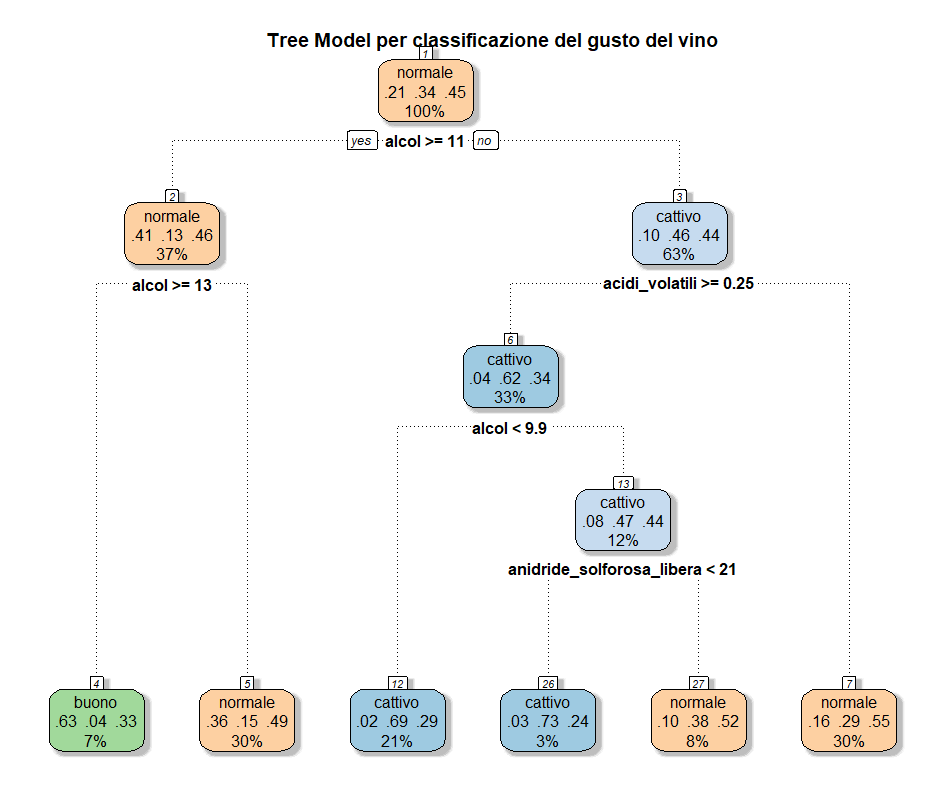 Tree Model per classificazione del gusto del vino
1
normale
.21 .34 .45
100%
yes alcol >= 11 no
2
normale
.41 .13 .46
37%
3
cattivo
.10 .46 .44
63%
alcol >= 13
acidi_volatili >= 0.25
6
cattivo
.04 .62 .34
33%
alcol < 9.9
13
cattivo
.08 .47 .44
12%
anidride_solforosa_libera < 21
4
buono
.63 .04 .33
7%
5
normale
.36 .15 .49
30%
12
cattivo
.02 .69 .29
21%
26
cattivo
.03 .73 .24
3%
27
normale
.10 .38 .52
8%
7
normale
.16 .29 .55
30%